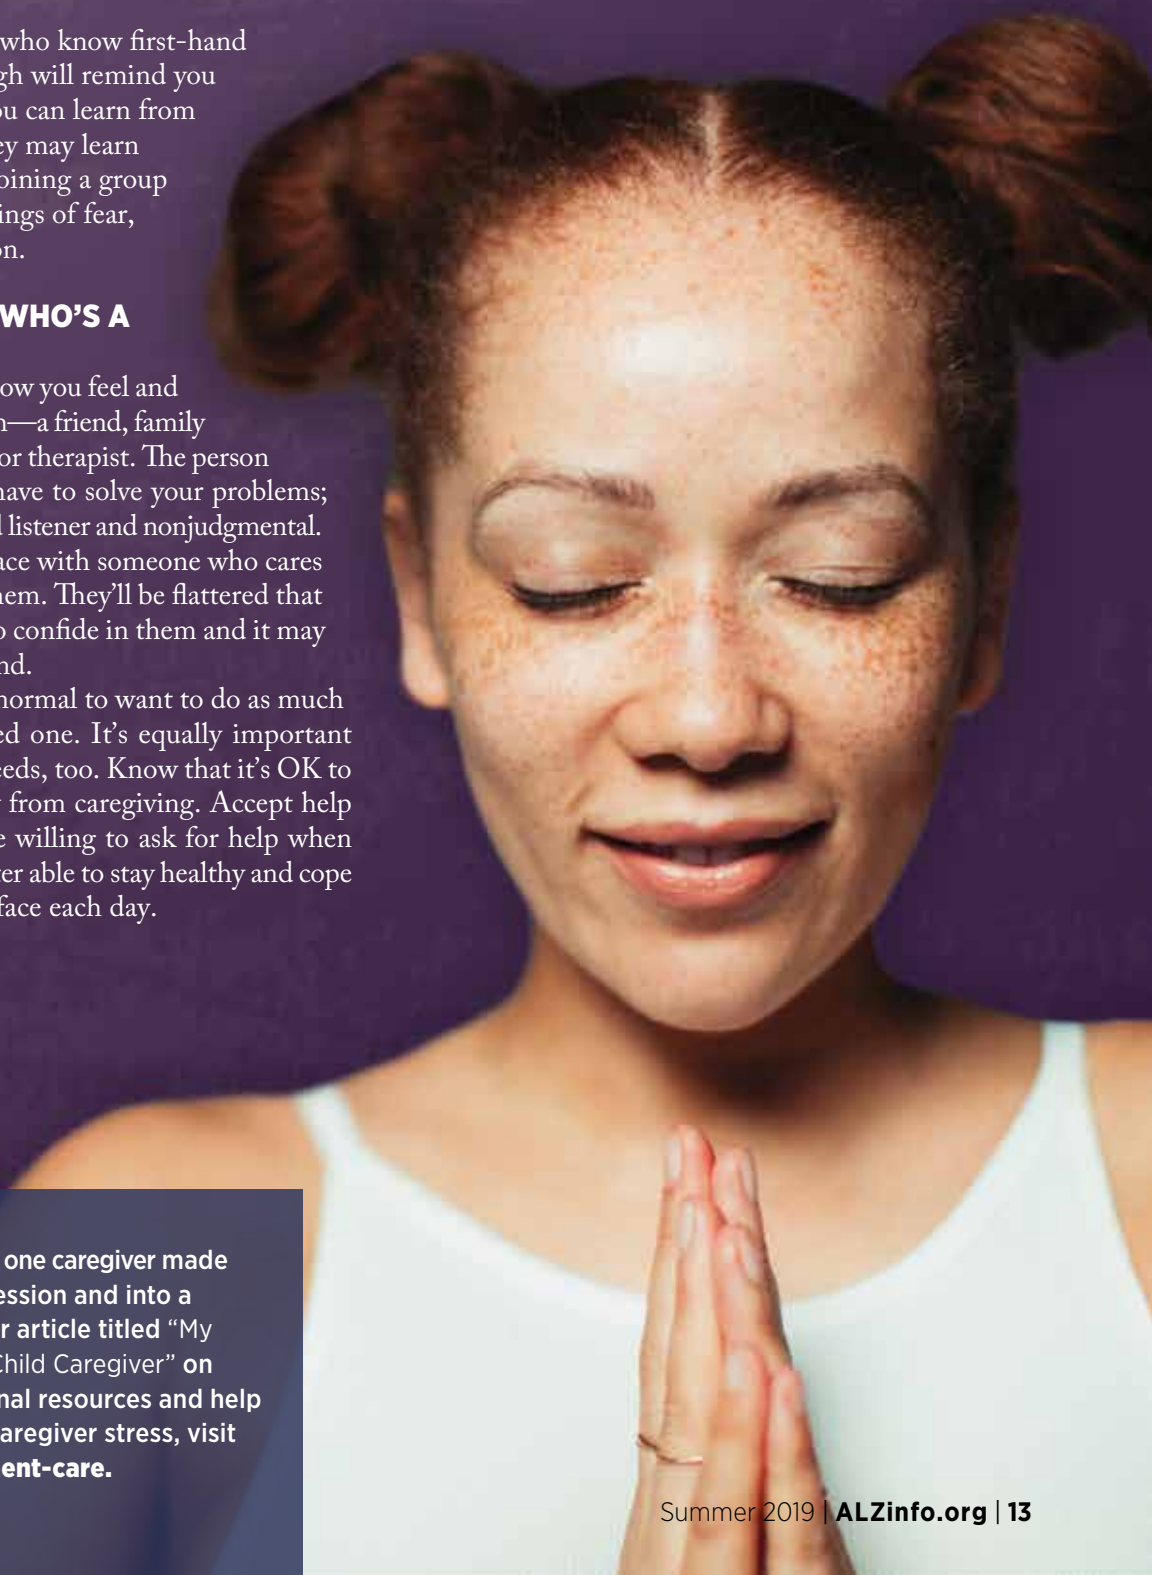 who know first-hand
gh will remind you
ou can learn from
ey may learn
oining a group
ings of fear,
on.
WHO'S A
ow you feel and
n—a friend, family
or therapist. The person
have to solve your problems;
d listener and nonjudgmental.
ace with someone who cares
hem. They'll be flattered that
o confide in them and it may
nd.
normal to want to do as much
ed one. It's equally important
eeds, too. Know that it's OK to
y from caregiving. Accept help
e willing to ask for help when
er able to stay healthy and cope
face each day.
one caregiver made
ession and into a
r article titled “My
Child Caregiver” on
nal resources and help
aregiver stress, visit
ent-care.
Summer 2019 | ALZinfo.org | 13